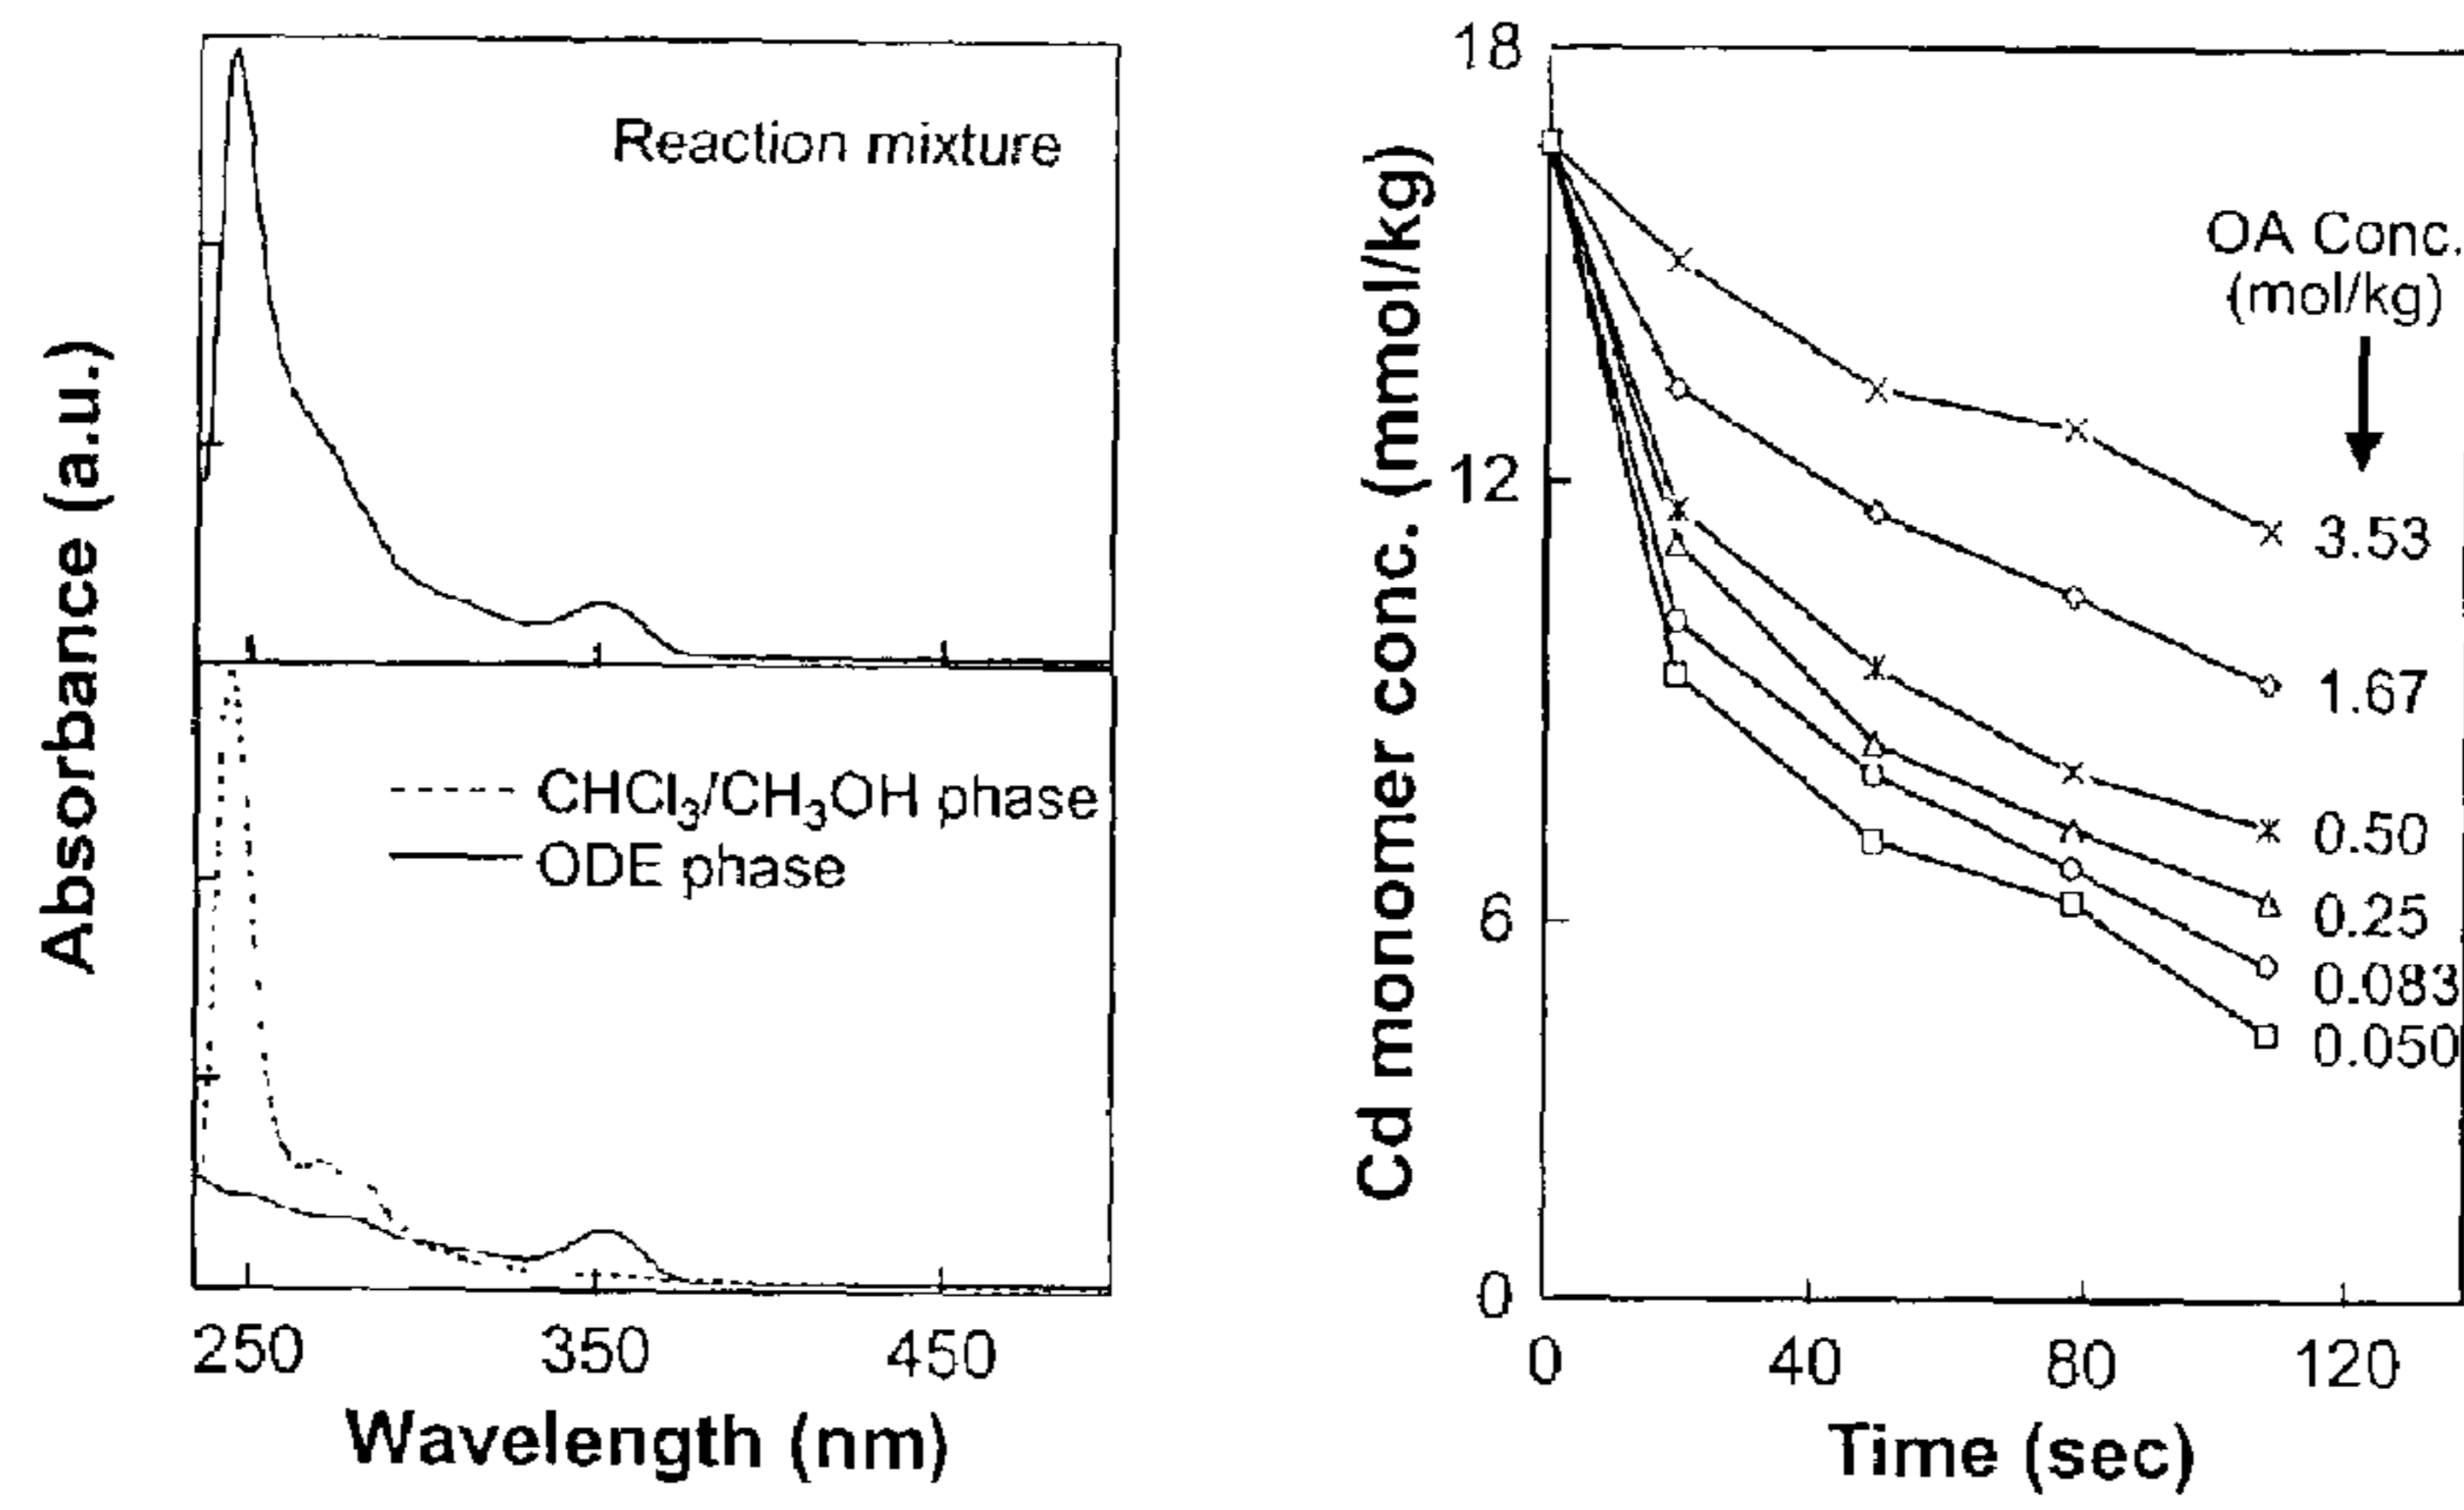 Absorbance (a.u.)
Reaction mixture
CHCl₃/CH₃OH phase
ODE phase
250 350 450
Wavelength (nm)
Cd monomer conc. (mmol/kg)
18
12
6
0
OA Conc.
(mol/kg)
3.53
1.67
0.50
0.25
0.083
0.050
0 40 80 120
Time (sec)